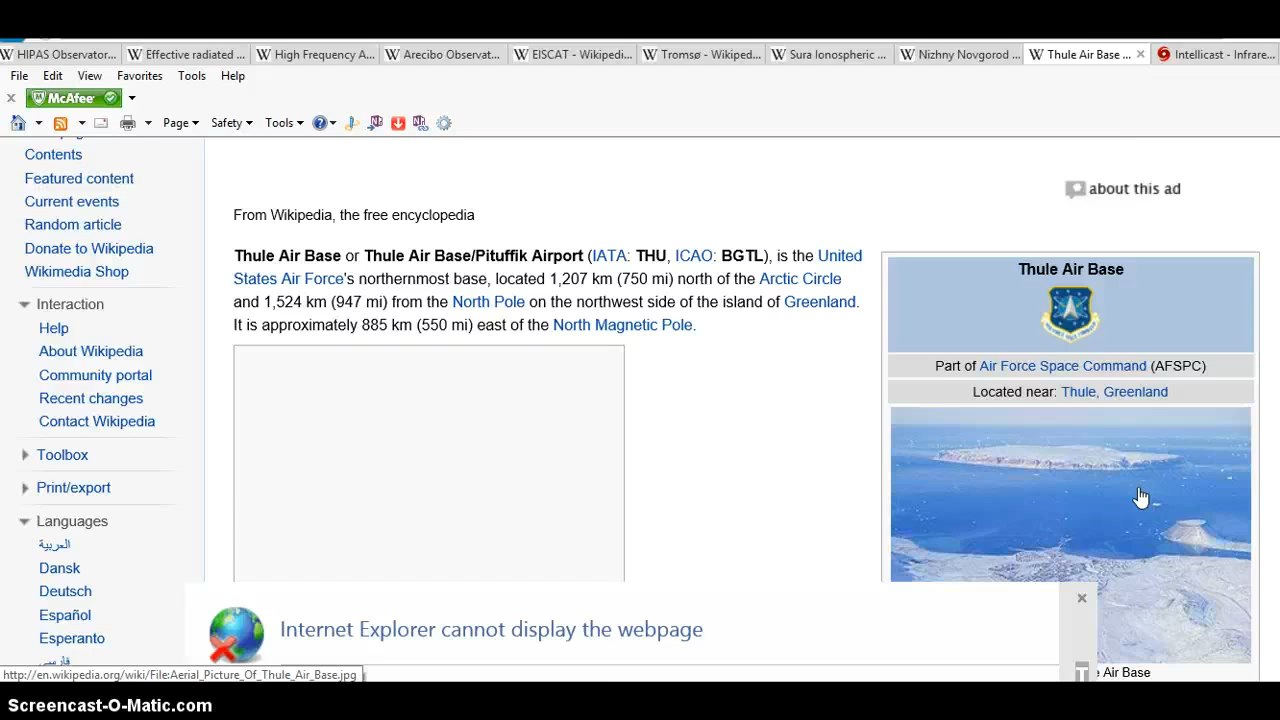 HIPAS Observator...
Effective radiated ...
High Frequency A...
Arecibo Observat...
EISCAT - Wikipedi...
Tromsø - Wikiped...
Sura Ionospheric ...
Nizhny Novgorod ...
Thule Air Base ...
Intellicast - Infrare...
File Edit View Favorites Tools Help
McAfee
Page Safety Tools
Contents
Featured content
Current events
Random article
Donate to Wikipedia
Wikimedia Shop
Interaction
Help
About Wikipedia
Community portal
Recent changes
Contact Wikipedia
Toolbox
Print/export
Languages
العربية
Dansk
Deutsch
Español
Esperanto
فارسی
about this ad
From Wikipedia, the free encyclopedia
Thule Air Base or Thule Air Base/Pituffik Airport (IATA: THU, ICAO: BGTL), is the United
States Air Force's northernmost base, located 1,207 km (750 mi) north of the Arctic Circle
and 1,524 km (947 mi) from the North Pole on the northwest side of the island of Greenland.
It is approximately 885 km (550 mi) east of the North Magnetic Pole.
Thule Air Base
Part of Air Force Space Command (AFSPC)
Located near: Thule, Greenland
Internet Explorer cannot display the webpage
e Air Base
http://en.wikipedia.org/wiki/File:Aerial_Picture_Of_Thule_Air_Base.jpg
Screencast-O-Matic.com